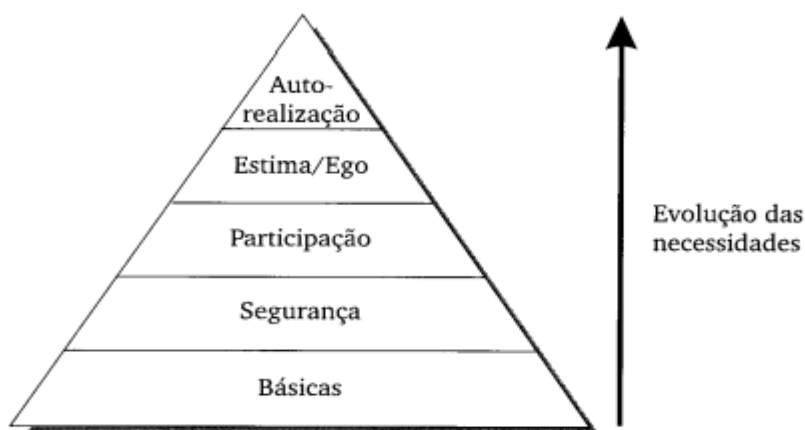 Auto-
realização
Estima/Ego
Participação
Segurança
Básicas
Evolução das
necessidades